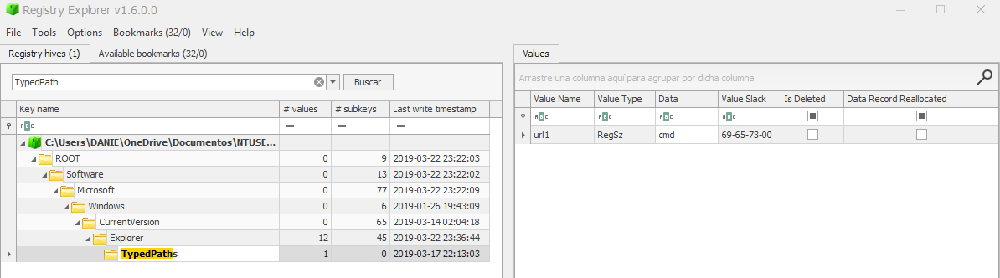 Registry Explorer v1.6.0.0
File Tools Options Bookmarks (32/0) View Help
Registry hives (1) Available bookmarks (32/0)
TypedPath Buscar
Key name # values # subkeys Last write timestamp
ABC = = =
C:\Users\DANIE\OneDrive\Documentos\NTUSE...
ROOT 0 9 2019-03-22 23:22:03
Software 0 13 2019-03-22 23:22:02
Microsoft 0 77 2019-03-22 23:22:09
Windows 0 6 2019-01-26 19:43:09
CurrentVersion 0 65 2019-03-14 02:04:18
Explorer 12 45 2019-03-22 23:36:44
TypedPaths 1 0 2019-03-17 22:13:03
Values
Arrastre una columna aquí para agrupar por dicha columna
Value Name Value Type Data Value Slack Is Deleted Data Record Reallocated
ABC ABC ABC ABC
url1 RegSz cmd 69-65-73-00